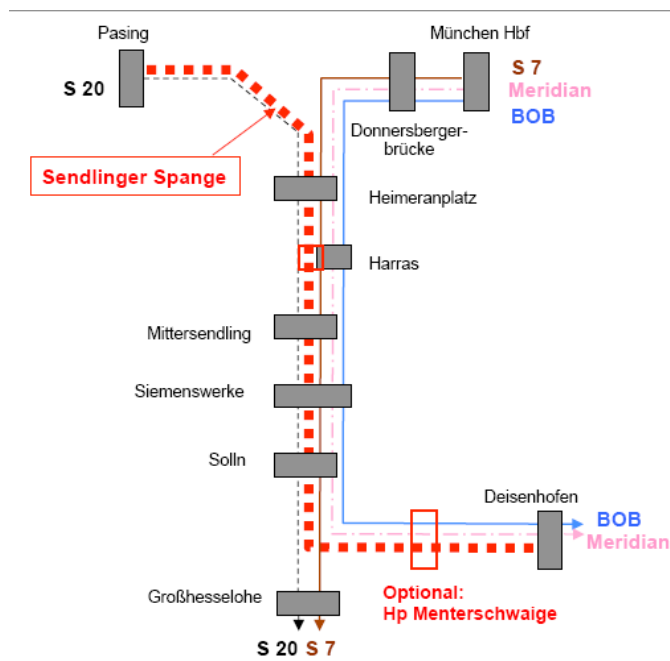 Pasing
München Hbf
S 20
S 7
Meridian
BOB
Donnersberger-
brücke
Sendlinger Spange
Heimeranplatz
Harras
Mittersendling
Siemenswerke
Solln
Deisenhofen
BOB
Meridian
Großhesselohe
Optional:
Hp Menterschwaige
S 20 S 7